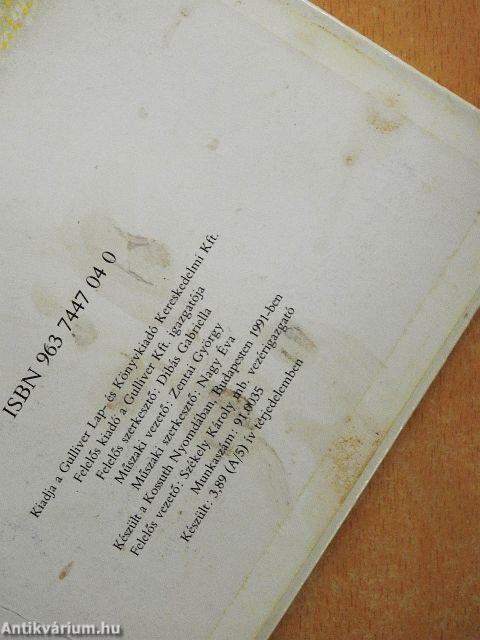 ISBN 963 7447 04 0
Kiadja a Gulliver Lap- és Könyvkiadó Kereskedelmi Kft.
Felelős kiadó a Gulliver Kft. igazgatója
Felelős szerkesztő: Dibás Gabriella
Műszaki vezető: Zentai György
Műszaki szerkesztő: Nagy Éva
Készült a Kossuth Nyomdában, Budapesten 1991-ben
Felelős vezető: Székely Károly mb. vezérigazgató
Munkaszám: 91.0035
Készült: 3,89 (A/5) ív terjedelemben
Antikvárium.hu